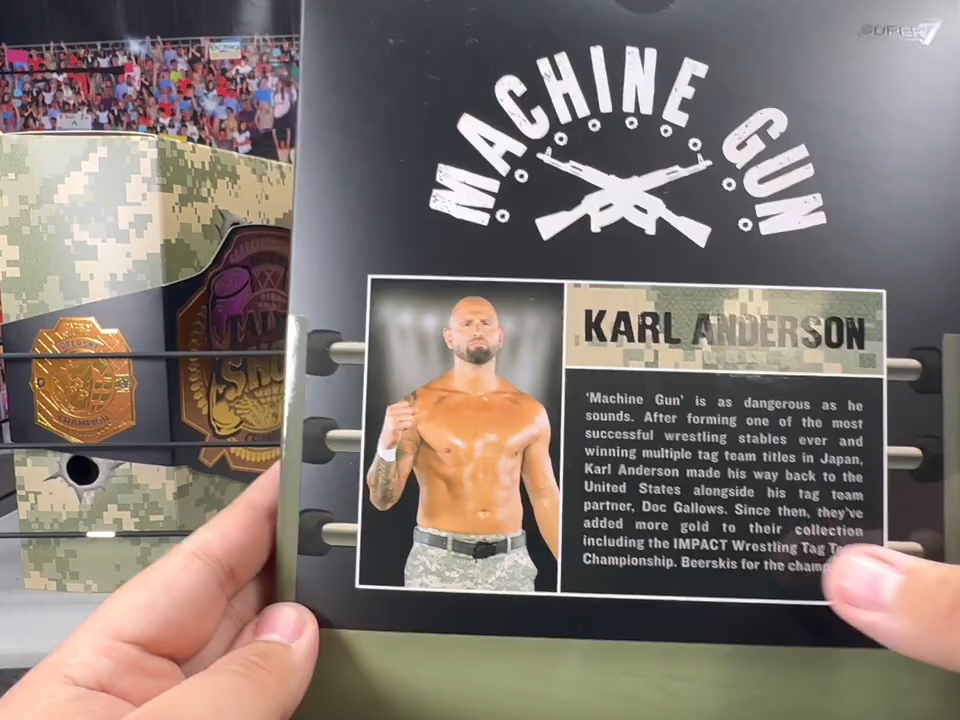 SUPER7
MACHINE GUN
KARL ANDERSON
'Machine Gun' is as dangerous as he
sounds. After forming one of the most
successful wrestling stables ever and
winning multiple tag team titles in Japan,
Karl Anderson made his way back to the
United States alongside his tag team
partner, Doc Gallows. Since then, they've
added more gold to their collection
including the IMPACT Wrestling Tag
Championship. Beerskis for the
CHAMPION